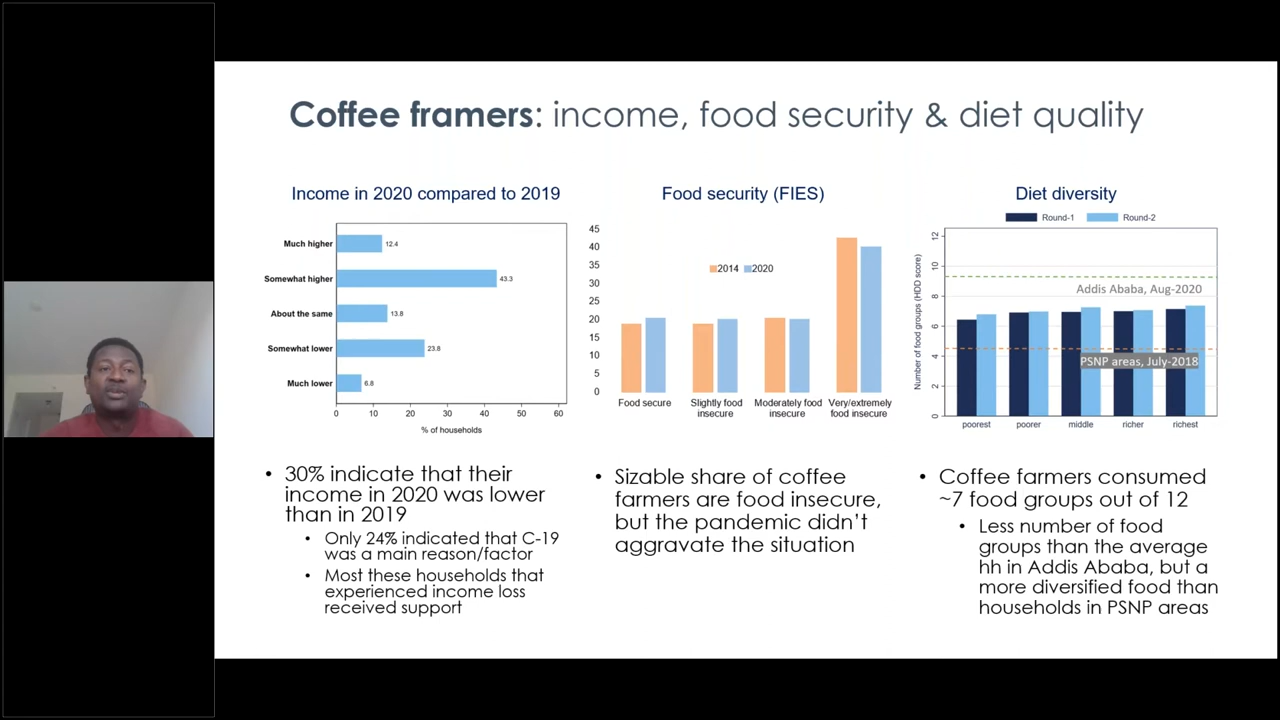 Coffee framers: income, food security & diet quality
Income in 2020 compared to 2019
Much higher
12.4
Somewhat higher
43.3
About the same
13.8
Somewhat lower
23.8
Much lower
6.8
0 10 20 30 40 50 60
% of households
Food security (FIES)
45
40
35
30
25
20
15
10
5
0
2014 2020
Food secure
Slightly food
insecure
Moderately food
insecure
Very/extremely
food insecure
Diet diversity
Round-1 Round-2
Number of food groups (HDD score)
12
10
8
6
4
2
0
Addis Ababa, Aug-2020
PSNP areas, July-2018
poorest poorer middle richer richest
• 30% indicate that their
income in 2020 was lower
than in 2019
• Only 24% indicated that C-19
was a main reason/factor
• Most these households that
experienced income loss
received support
• Sizable share of coffee
farmers are food insecure,
but the pandemic didn't
aggravate the situation
• Coffee farmers consumed
~7 food groups out of 12
• Less number of food
groups than the average
hh in Addis Ababa, but a
more diversified food than
households in PSNP areas